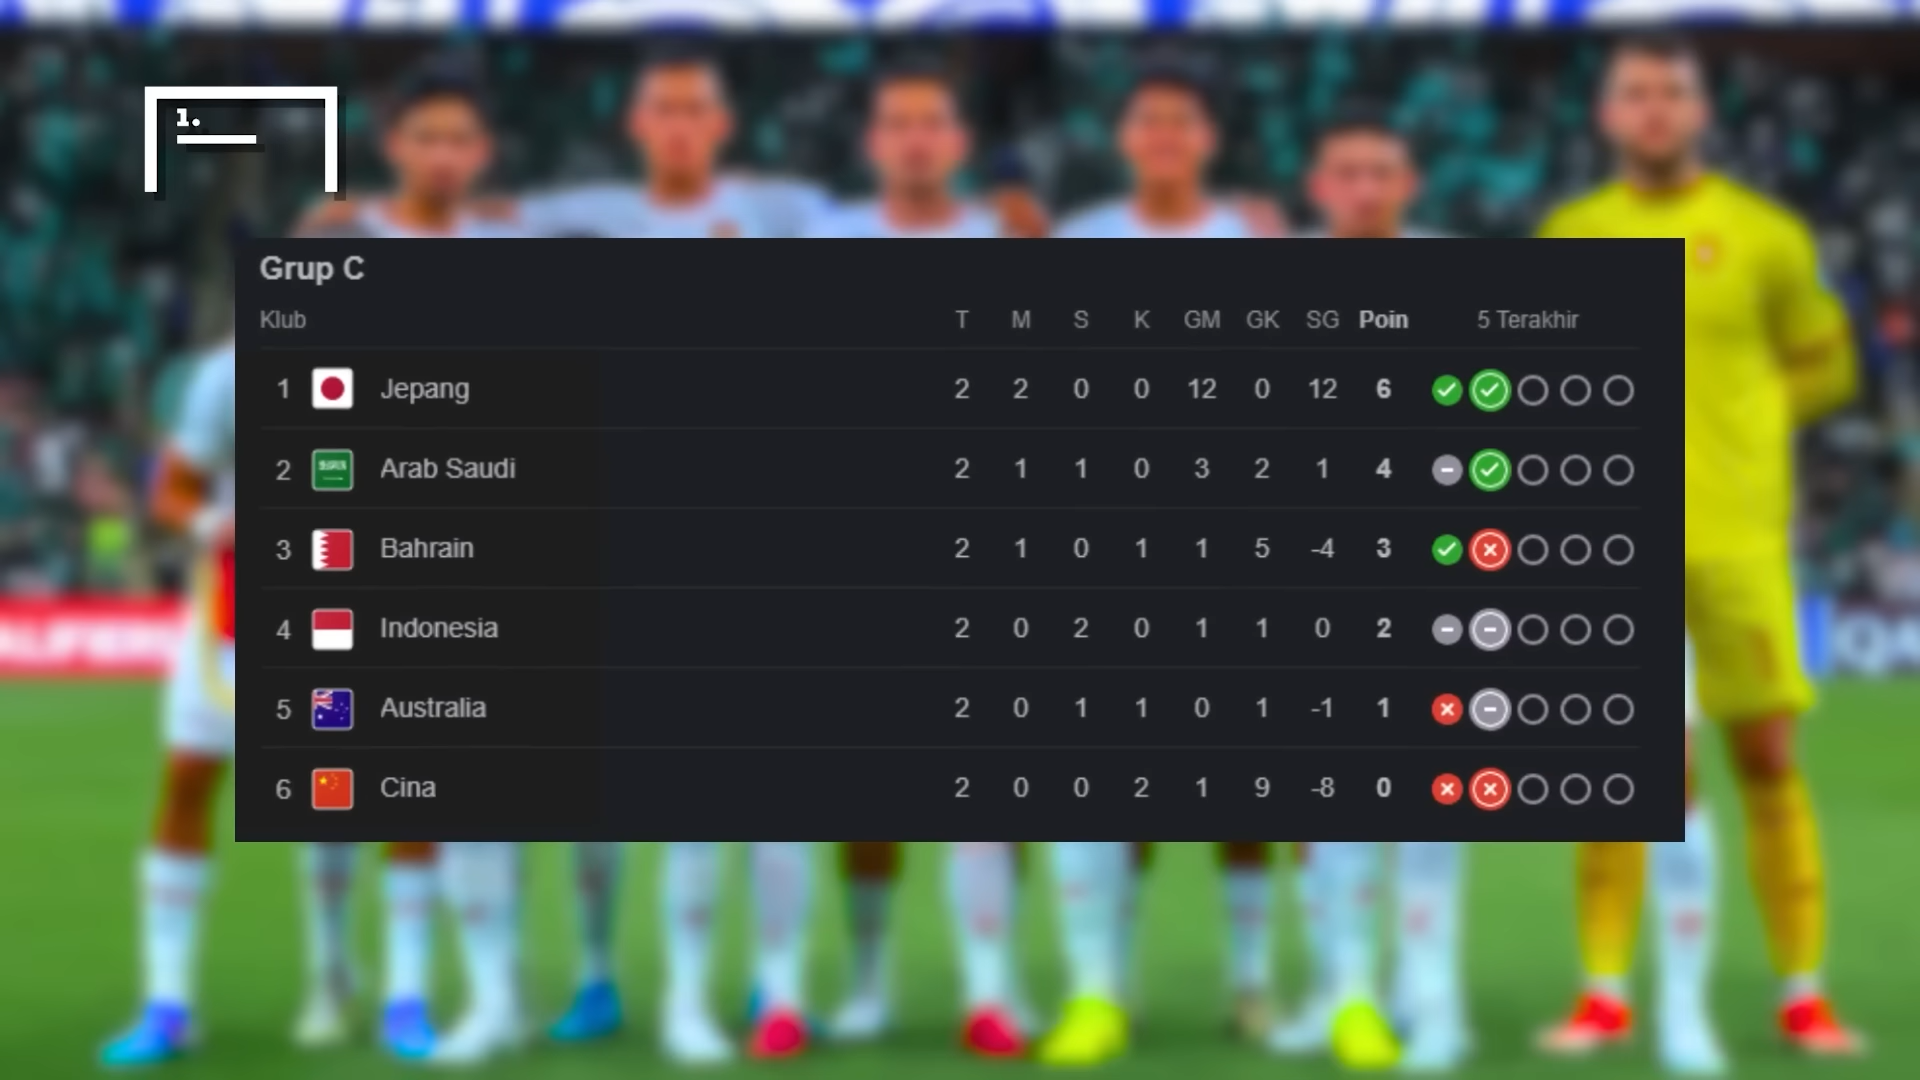 1.
Grup C
Klub T M S K GM GK SG Poin 5 Terakhir
1 Jepang 2 2 0 0 12 0 12 6
2 Arab Saudi 2 1 1 0 3 2 1 4
3 Bahrain 2 1 0 1 1 5 -4 3
4 Indonesia 2 0 2 0 1 1 0 2
5 Australia 2 0 1 1 0 1 -1 1
6 Cina 2 0 0 2 1 9 -8 0